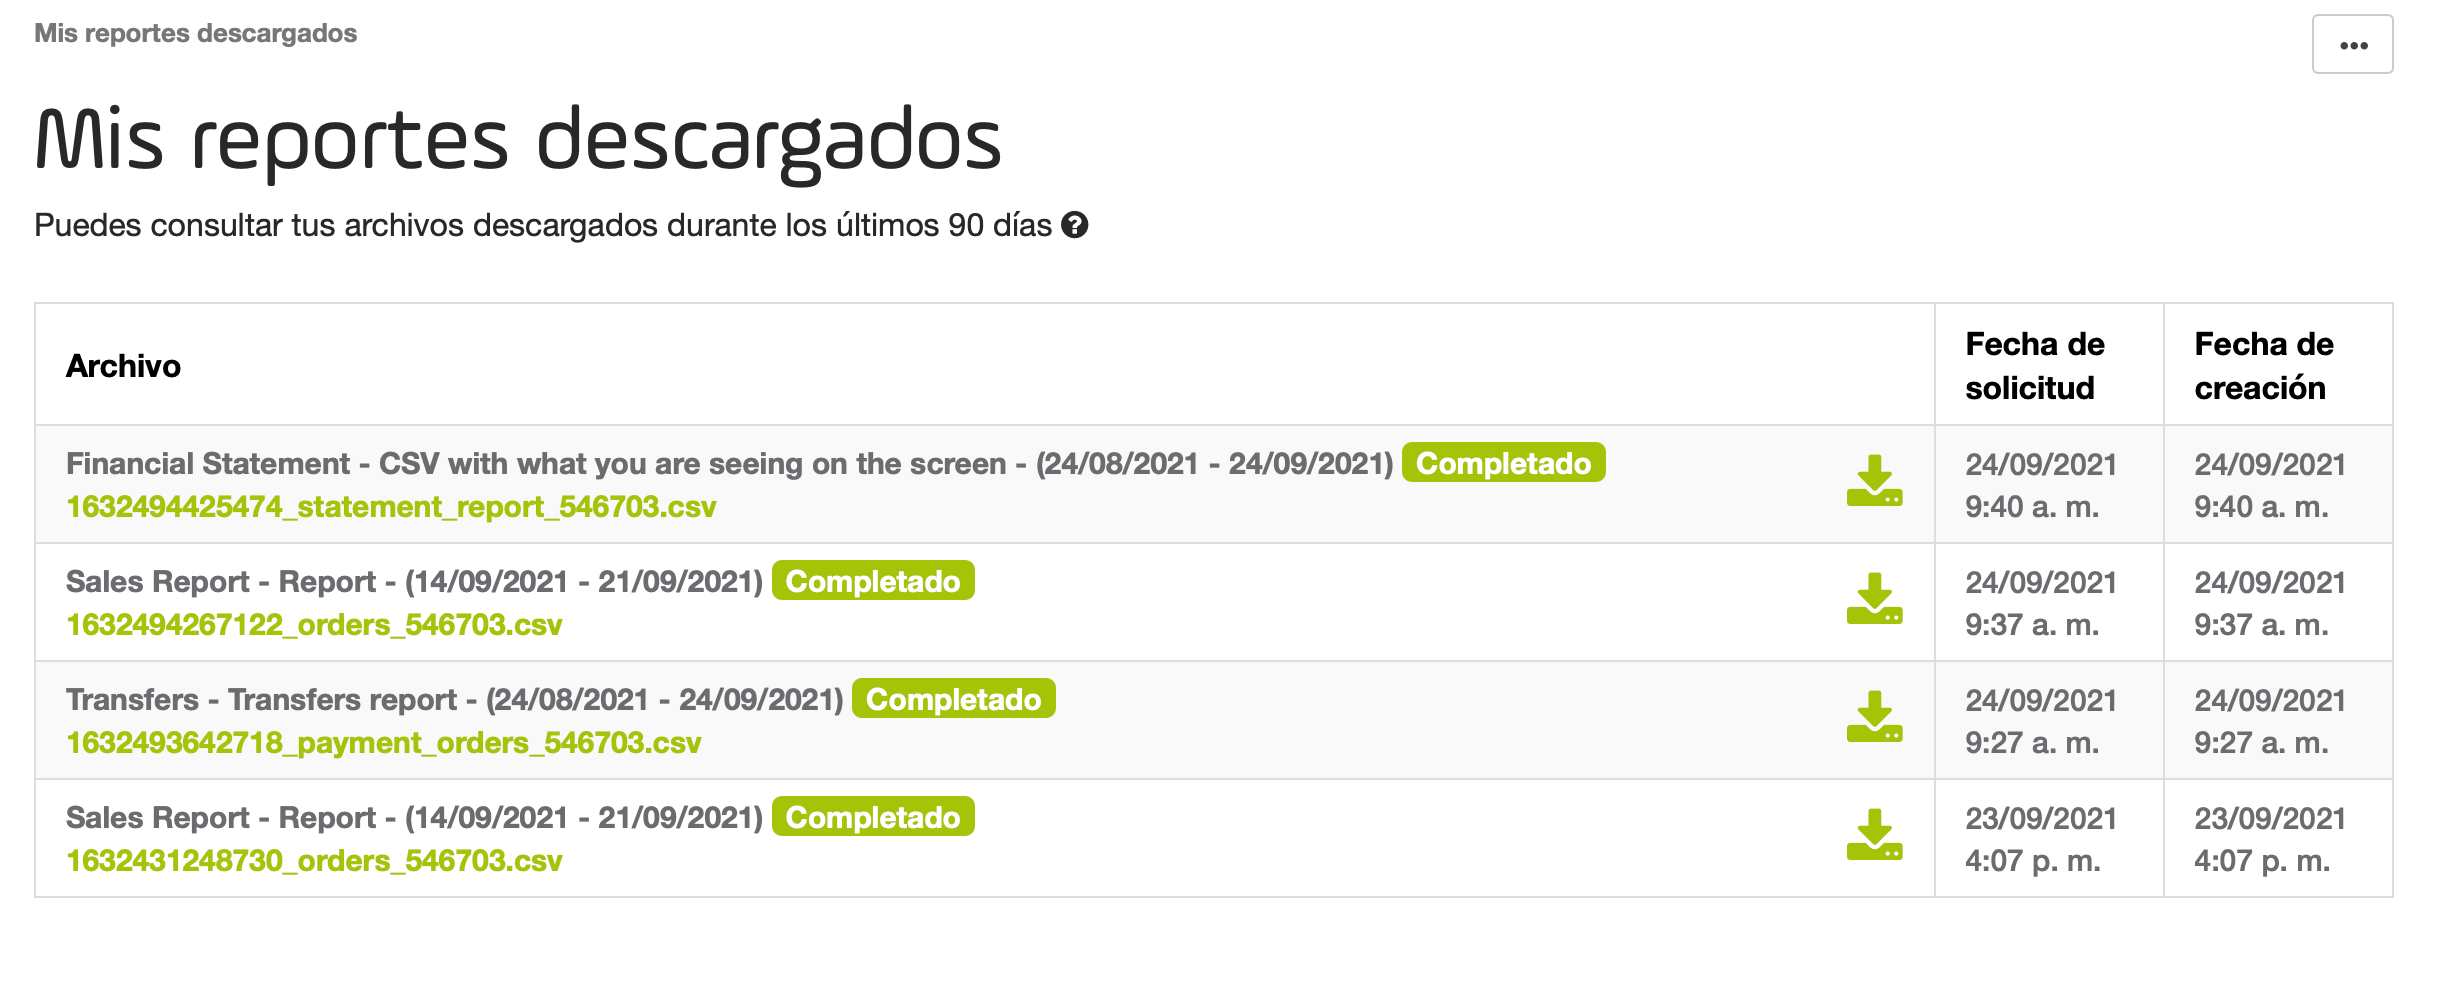 Mis reportes descargados
•••
Mis reportes descargados
Puedes consultar tus archivos descargados durante los últimos 90 días ?
Archivo
Fecha de
solicitud
Fecha de
creación
Financial Statement - CSV with what you are seeing on the screen - (24/08/2021 - 24/09/2021) Completado
1632494425474_statement_report_546703.csv
24/09/2021
9:40 a. m.
24/09/2021
9:40 a. m.
Sales Report - Report - (14/09/2021 - 21/09/2021) Completado
1632494267122_orders_546703.csv
24/09/2021
9:37 a. m.
24/09/2021
9:37 a. m.
Transfers - Transfers report - (24/08/2021 - 24/09/2021) Completado
1632493642718_payment_orders_546703.csv
24/09/2021
9:27 a. m.
24/09/2021
9:27 a. m.
Sales Report - Report - (14/09/2021 - 21/09/2021) Completado
1632431248730_orders_546703.csv
23/09/2021
4:07 p. m.
23/09/2021
4:07 p. m.